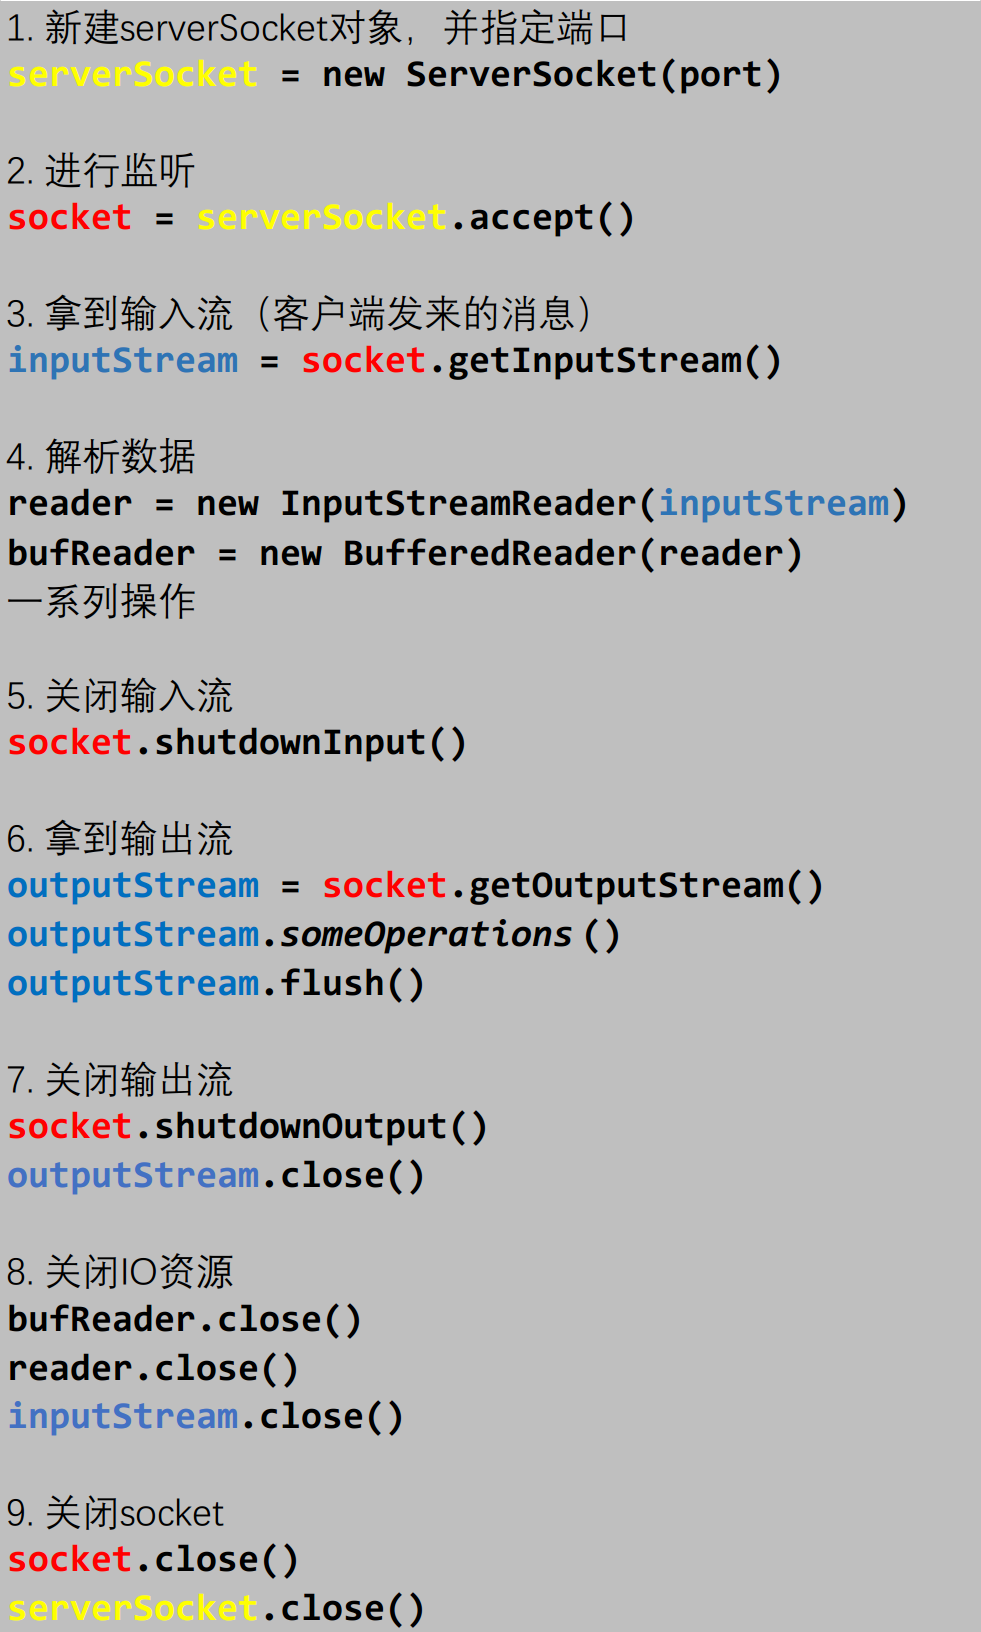 1. 新建serverSocket对象，并指定端口
serverSocket = new ServerSocket(port)
2. 进行监听
socket = serverSocket.accept()
3. 拿到输入流（客户端发来的消息）
inputStream = socket.getInputStream()
4. 解析数据
reader = new InputStreamReader(inputStream)
bufReader = new BufferedReader(reader)
一系列操作
5. 关闭输入流
socket.shutdownInput()
6. 拿到输出流
outputStream = socket.getOutputStream()
outputStream.someOperations()
outputStream.flush()
7. 关闭输出流
socket.shutdownOutput()
outputStream.close()
8. 关闭IO资源
bufReader.close()
reader.close()
inputStream.close()
9. 关闭socket
socket.close()
serverSocket.close()